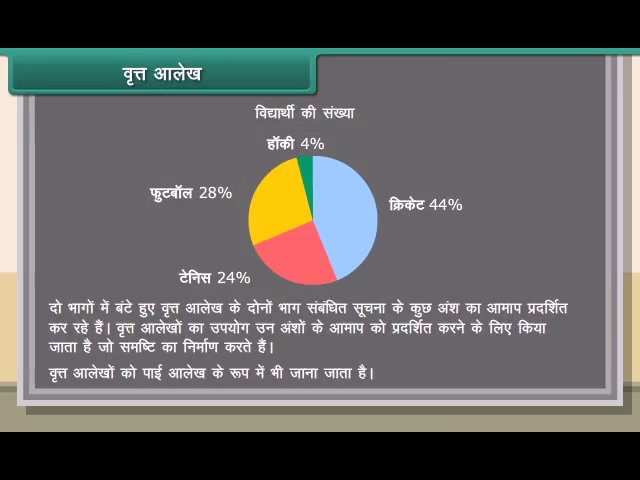 वृत्त आलेख
विद्यार्थी की संख्या
हॉकी 4%
फुटबॉल 28%
क्रिकेट 44%
टेनिस 24%
दो भागों में बंटे हुए वृत्त आलेख के दोनों भाग संबंधित सूचना के कुछ अंश का आमाप प्रदर्शित
कर रहे हैं। वृत्त आलेखों का उपयोग उन अंशों के आमाप को प्रदर्शित करने के लिए किया
जाता है जो समष्टि का निर्माण करते हैं।
वृत्त आलेखों को पाई आलेख के रूप में भी जाना जाता है।